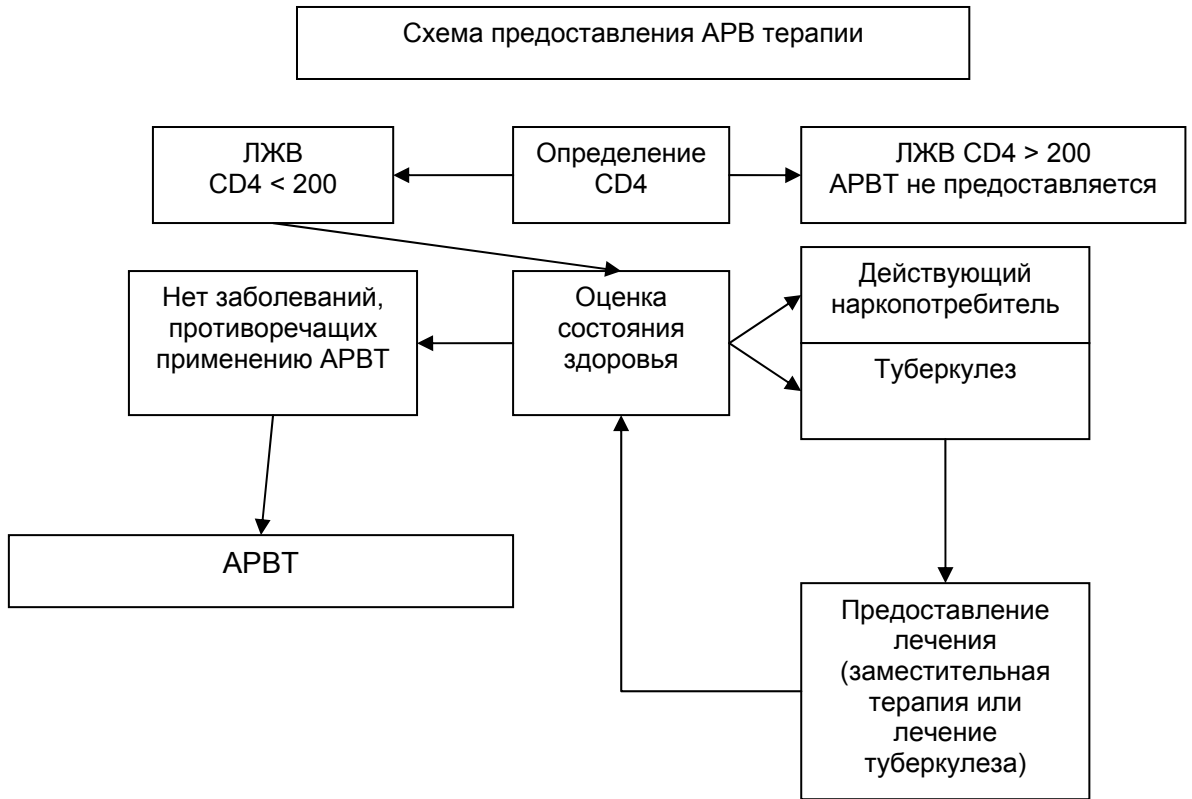 Схема предоставления АРВ терапии
ЛЖВ
CD4 < 200
Определение
CD4
ЛЖВ CD4 > 200
АРВТ не предоставляется
Нет заболеваний,
противоречащих
применению АРВТ
Оценка
состояния
здоровья
Действующий
наркопотребитель
Туберкулез
АРВТ
Предоставление
лечения
(заместительная
терапия или
лечение
туберкулеза)